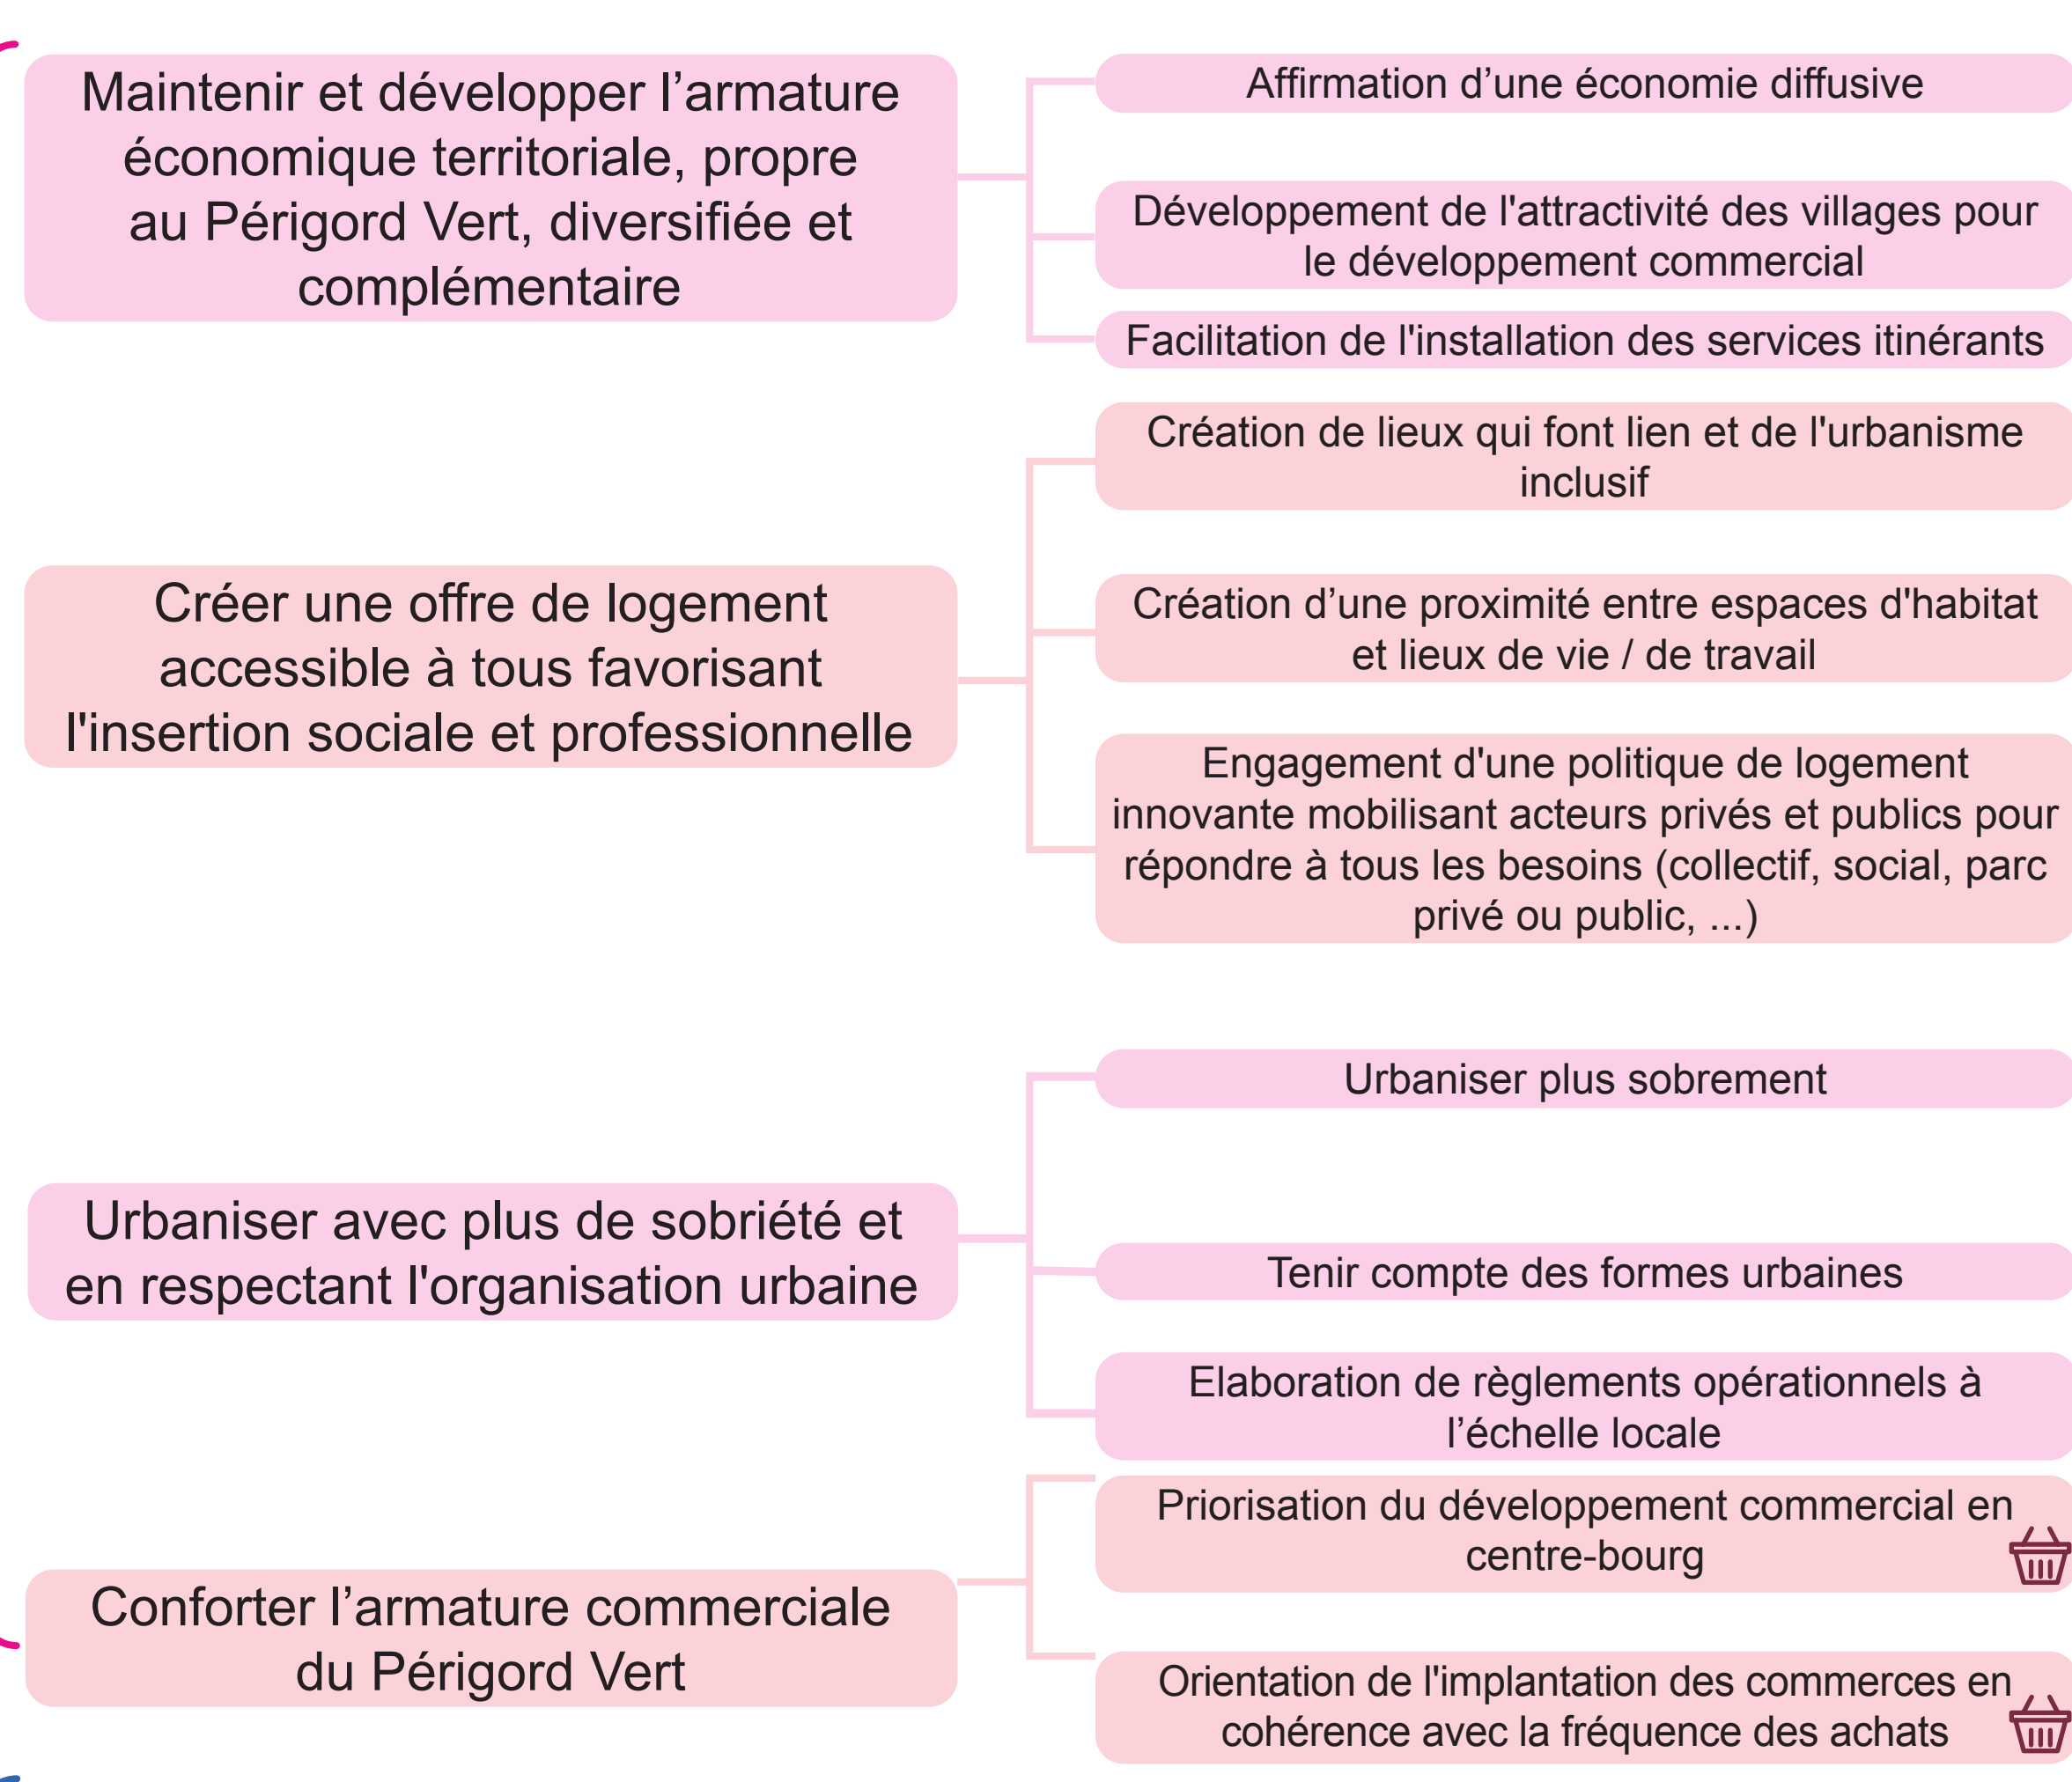 Maintenir et développer l’armature
économique territoriale, propre
au Périgord Vert, diversifiée et
complémentaire
Affirmation d’une économie diffusive
Développement de l'attractivité des villages pour
le développement commercial
Facilitation de l'installation des services itinérants
Créer une offre de logement
accessible à tous favorisant
l'insertion sociale et professionnelle
Création de lieux qui font lien et de l'urbanisme
inclusif
Création d’une proximité entre espaces d'habitat
et lieux de vie / de travail
Engagement d'une politique de logement
innovante mobilisant acteurs privés et publics pour
répondre à tous les besoins (collectif, social, parc
privé ou public, ...)
Urbaniser avec plus de sobriété et
en respectant l'organisation urbaine
Urbaniser plus sobrement
Tenir compte des formes urbaines
Elaboration de règlements opérationnels à
l’échelle locale
Conforter l’armature commerciale
du Périgord Vert
Priorisation du développement commercial en
centre-bourg
Orientation de l'implantation des commerces en
cohérence avec la fréquence des achats